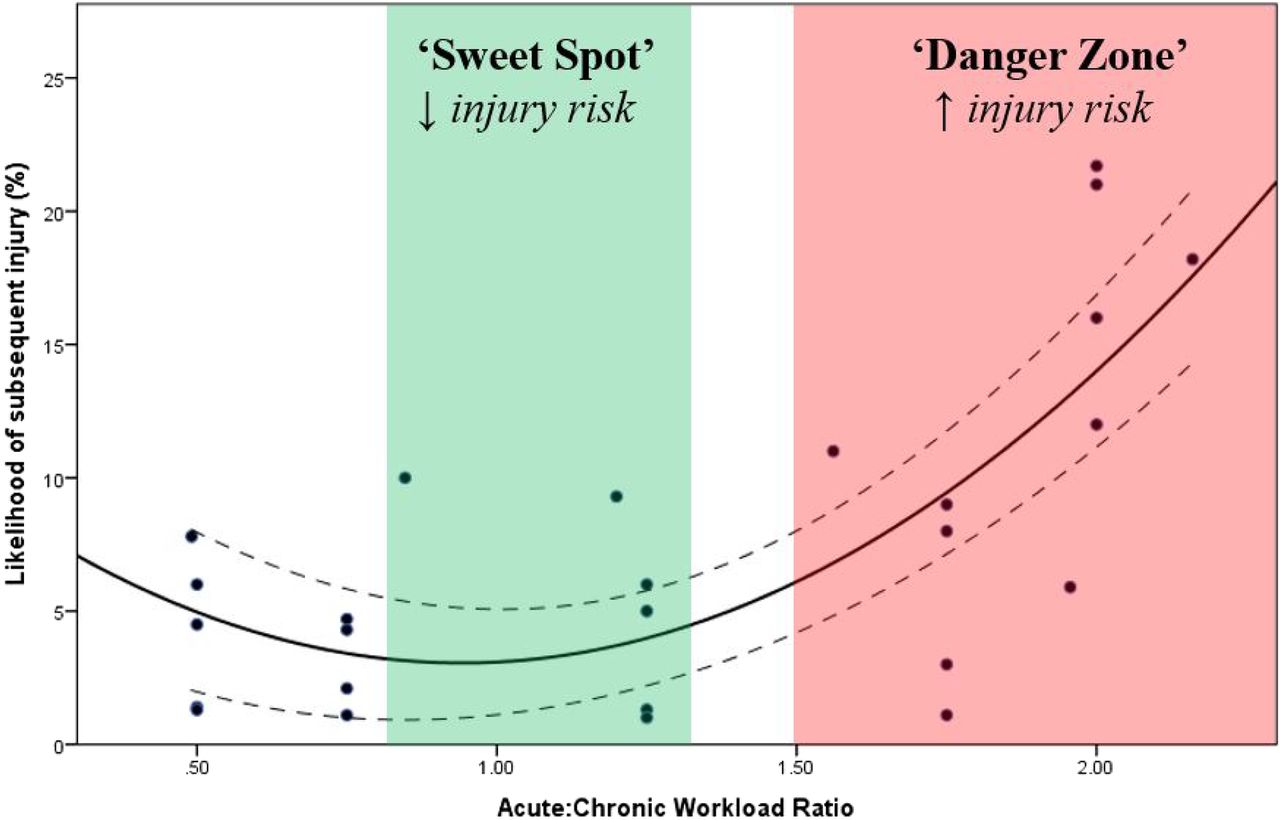 ‘Sweet Spot’
↓ injury risk
‘Danger Zone’
↑ injury risk
Likelihood of subsequent injury (%)
25
20
15
10
5
0
.50
1.00
1.50
2.00
Acute:Chronic Workload Ratio